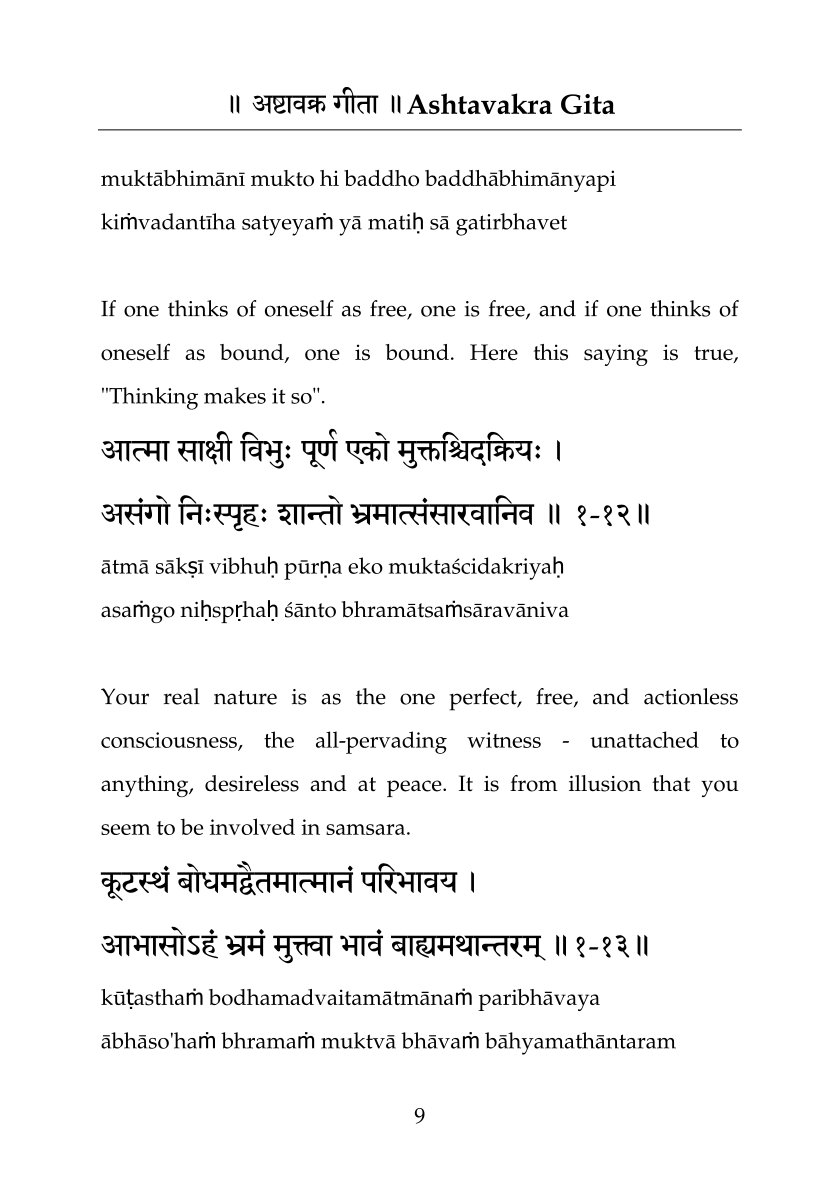 ॥ अष्टावक्र गीता ॥ Ashtavakra Gita
muktābhimānī mukto hi baddho baddhābhimānyapi
kiṁvadantīha satyeyaṁ yā matiḥ sā gatirbhavet
If one thinks of oneself as free, one is free, and if one thinks of
oneself as bound, one is bound. Here this saying is true,
"Thinking makes it so".
आत्मा साक्षी विभुः पूर्ण एको मुक्तश्चिदक्रियः ।
असंगो निःस्पृहः शान्तो भ्रमात्संसारवानिव ॥ १-१२॥
ātmā sākṣī vibhuḥ pūrṇa eko muktaścidakriyaḥ
asaṁgo niḥspṛhaḥ śānto bhramātsaṁsāravāniva
Your real nature is as the one perfect, free, and actionless
consciousness, the all-pervading witness - unattached to
anything, desireless and at peace. It is from illusion that you
seem to be involved in samsara.
कूटस्थं बोधमद्वैतमात्मानं परिभावय ।
आभासोऽहं भ्रमं मुक्त्वा भावं बाह्यमथान्तरम् ॥ १-१३॥
kūṭasthaṁ bodhamadvaitamātmānaṁ paribhāvaya
ābhāso'haṁ bhramaṁ muktvā bhāvaṁ bāhyamathāntaram
9